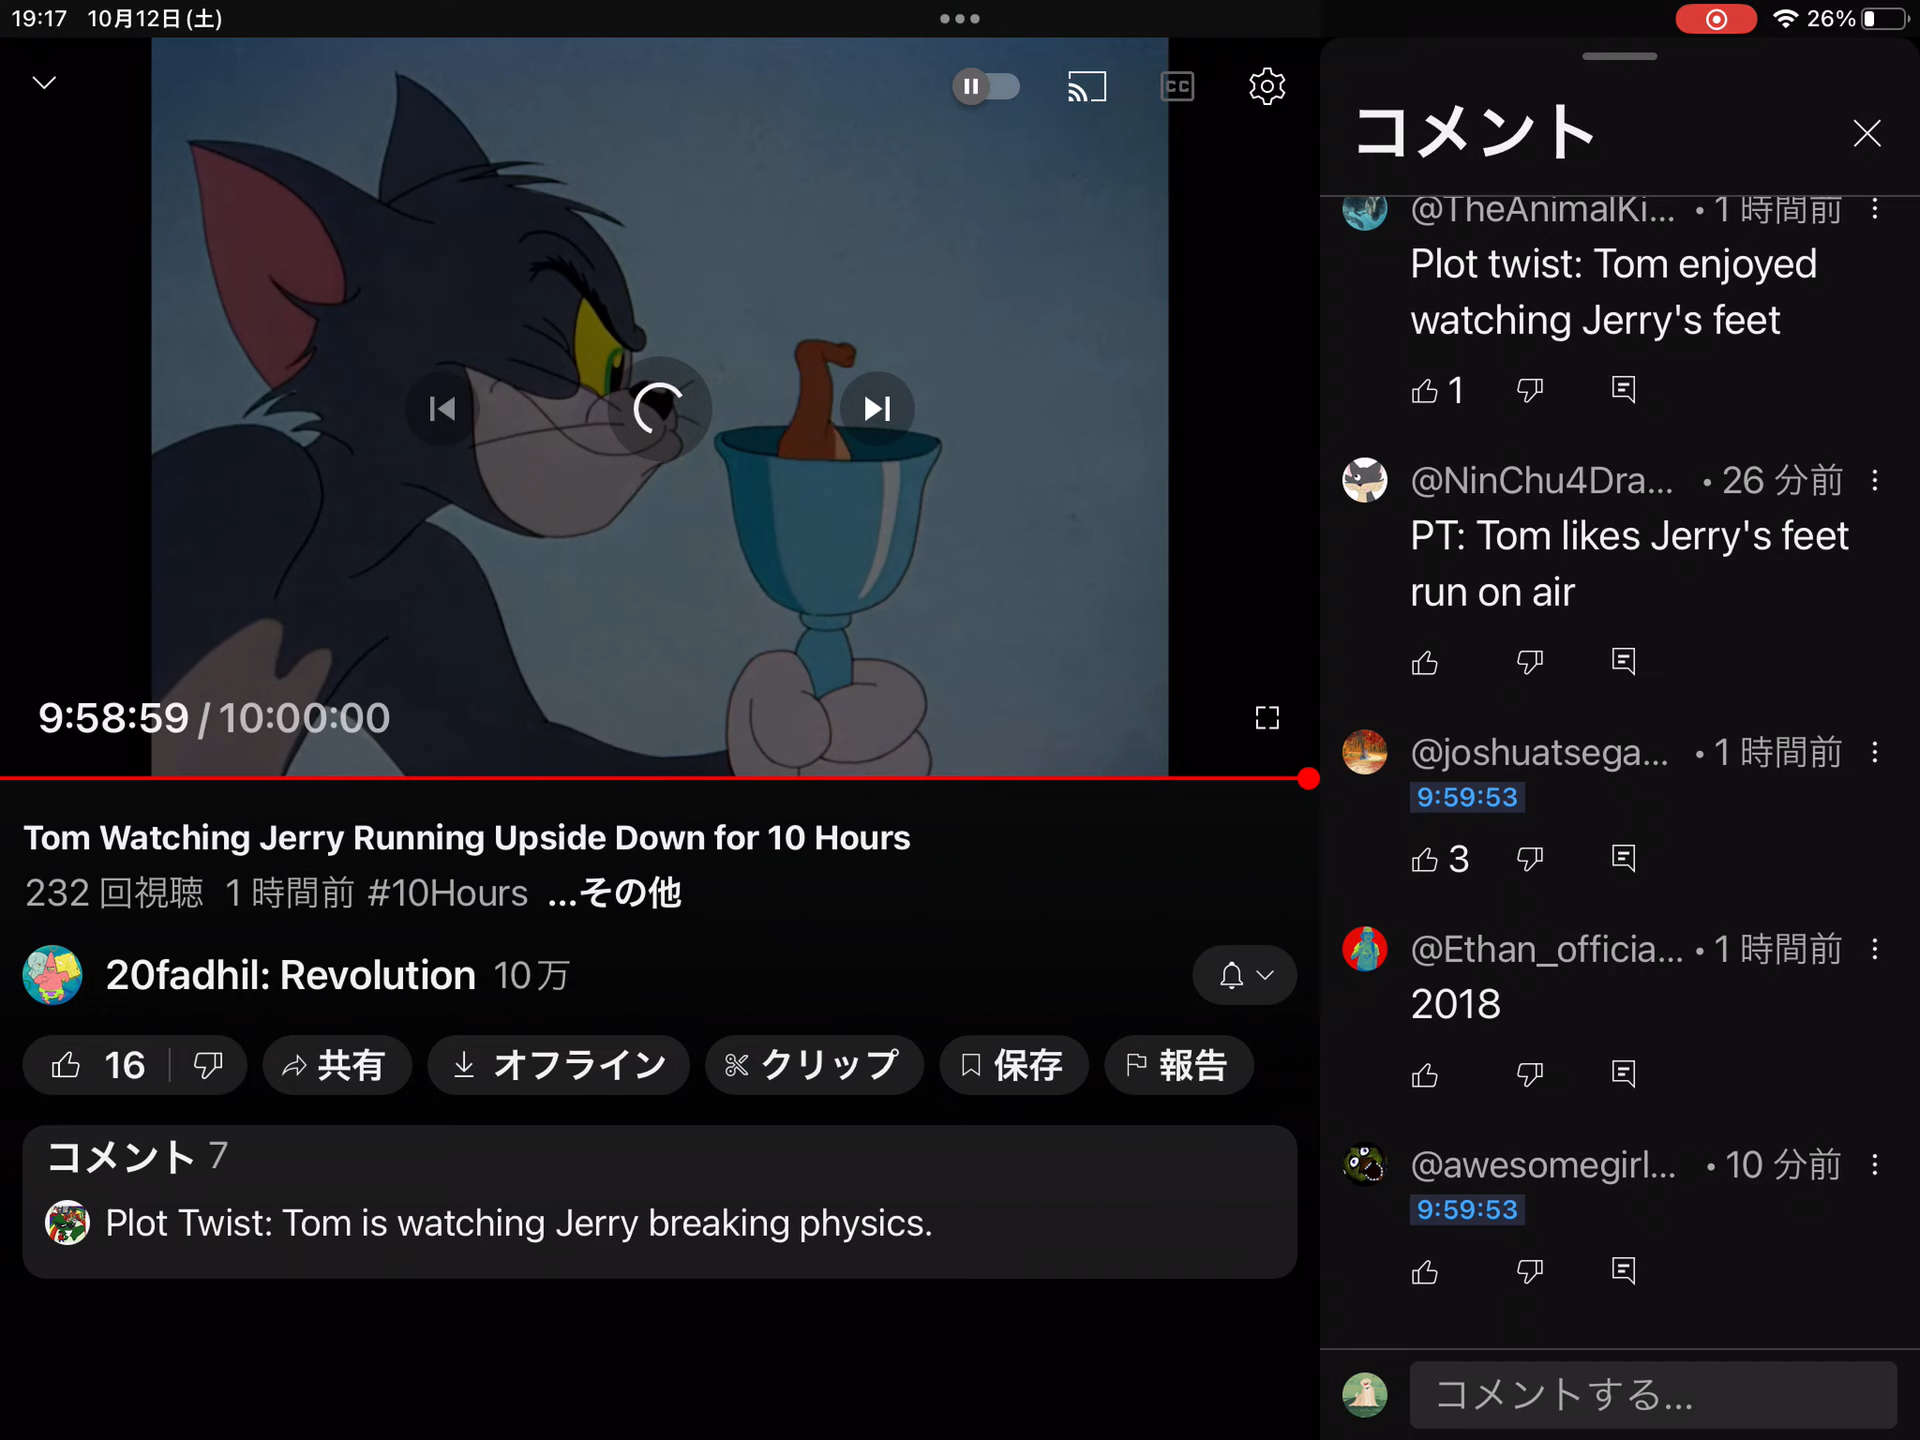 19:17 10月12日(土)
26%
CC
9:58:59 / 10:00:00
Tom Watching Jerry Running Upside Down for 10 Hours
232 回視聴 1 時間前 #10Hours ...その他
20fadhil: Revolution 10万
16
共有
オフライン
クリップ
保存
報告
コメント 7
Plot Twist: Tom is watching Jerry breaking physics.
コメント
@TheAnimalKi... ・1 時間前
Plot twist: Tom enjoyed
watching Jerry's feet
1
@NinChu4Dra... ・26 分前
PT: Tom likes Jerry's feet
run on air
@joshuatsega... ・1 時間前
9:59:53
3
@Ethan_officia... ・1 時間前
2018
@awesomegirl... ・10 分前
9:59:53
コメントする...